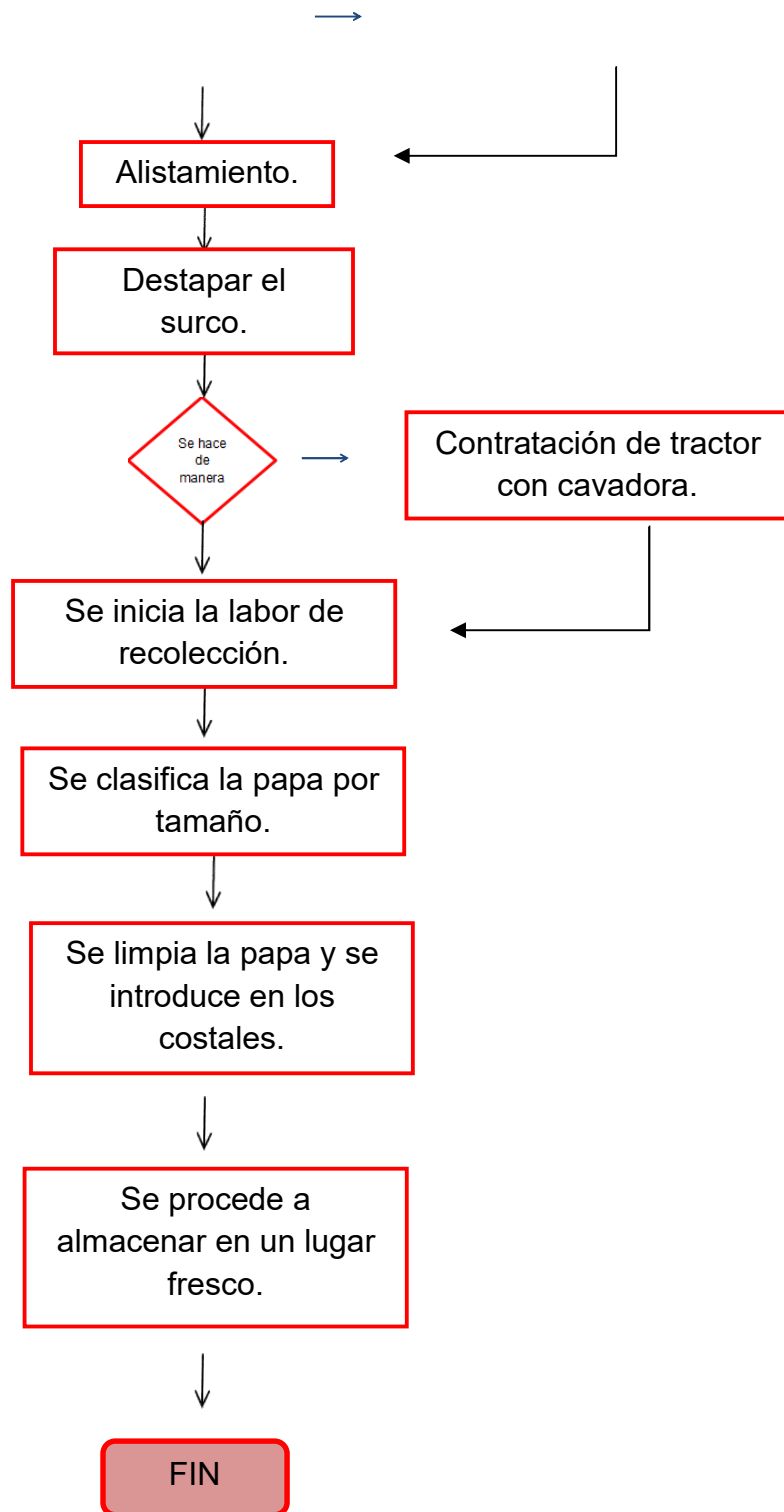 Alistamiento.
Destapar el
surco.
Se hace
de
manera
Contratación de tractor
con cavadora.
Se inicia la labor de
recolección.
Se clasifica la papa por
tamaño.
Se limpia la papa y se
introduce en los
costales.
Se procede a
almacenar en un lugar
fresco.
FIN